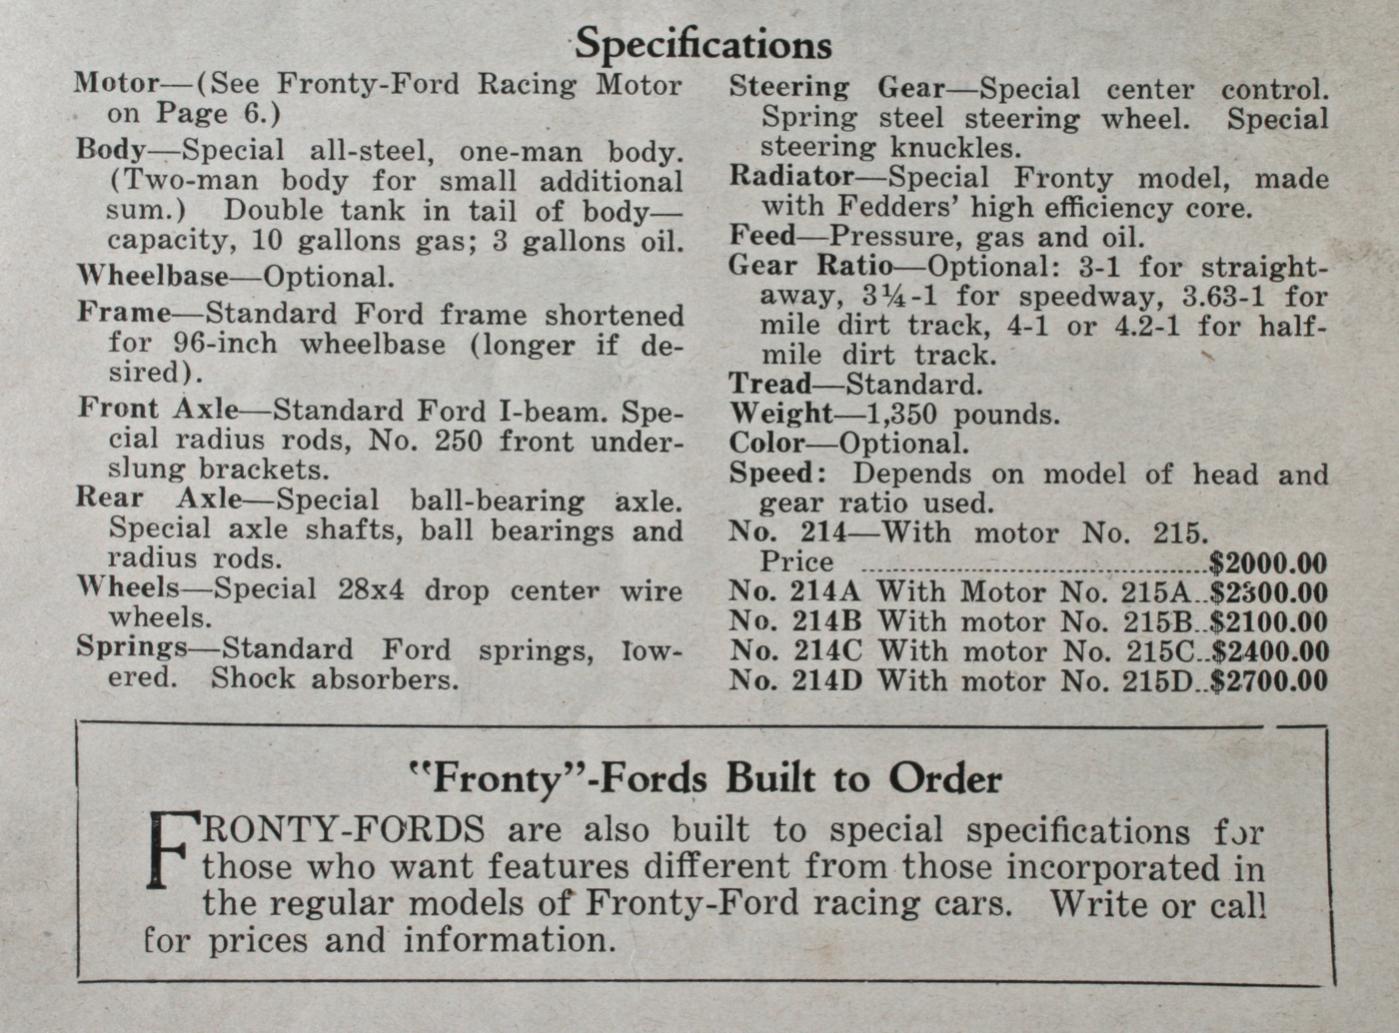 Specifications
Motor—(See Fronty-Ford Racing Motor
on Page 6.)
Body—Special all-steel, one-man body.
(Two-man body for small additional
sum.) Double tank in tail of body—
capacity, 10 gallons gas; 3 gallons oil.
Wheelbase—Optional.
Frame—Standard Ford frame shortened
for 96-inch wheelbase (longer if de-
sired).
Front Axle—Standard Ford I-beam. Spe-
cial radius rods, No. 250 front under-
slung brackets.
Rear Axle—Special ball-bearing axle.
Special axle shafts, ball bearings and
radius rods.
Wheels—Special 28x4 drop center wire
wheels.
Springs—Standard Ford springs, low-
ered. Shock absorbers.
Steering Gear—Special center control.
Spring steel steering wheel. Special
steering knuckles.
Radiator—Special Fronty model, made
with Fedders' high efficiency core.
Feed—Pressure, gas and oil.
Gear Ratio—Optional: 3-1 for straight-
away, 3¼-1 for speedway, 3.63-1 for
mile dirt track, 4-1 or 4.2-1 for half-
mile dirt track.
Tread—Standard.
Weight—1,350 pounds.
Color—Optional.
Speed: Depends on model of head and
gear ratio used.
No. 214—With motor No. 215.
Price ........................................$2000.00
No. 214A With Motor No. 215A..$2300.00
No. 214B With motor No. 215B..$2100.00
No. 214C With motor No. 215C..$2400.00
No. 214D With motor No. 215D..$2700.00
"Fronty"-Fords Built to Order
FRONTY-FORDS are also built to special specifications for
those who want features different from those incorporated in
the regular models of Fronty-Ford racing cars. Write or call
for prices and information.